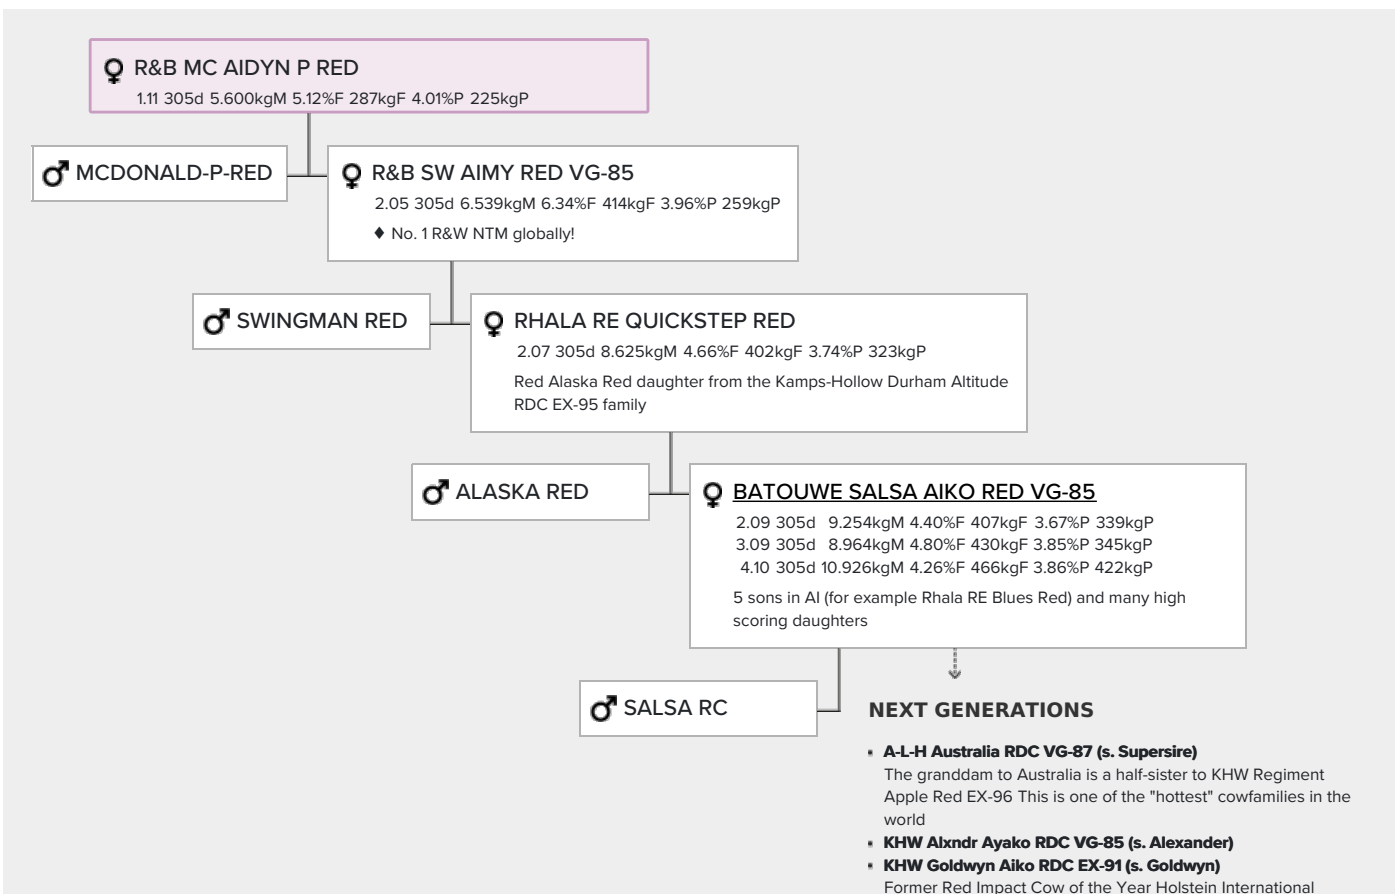 R&B MC AIDYN P RED
1.11 305d 5.600kgM 5.12%F 287kgF 4.01%P 225kgP
MCDONALD-P-RED
R&B SW AIMY RED VG-85
2.05 305d 6.539kgM 6.34%F 414kgF 3.96%P 259kgP
♦ No. 1 R&W NTM globally!
SWINGMAN RED
RHALA RE QUICKSTEP RED
2.07 305d 8.625kgM 4.66%F 402kgF 3.74%P 323kgP
Red Alaska Red daughter from the Kamps-Hollow Durham Altitude
RDC EX-95 family
ALASKA RED
BATOUWE SALSA AIKO RED VG-85
2.09 305d 9.254kgM 4.40%F 407kgF 3.67%P 339kgP
3.09 305d 8.964kgM 4.80%F 430kgF 3.85%P 345kgP
4.10 305d 10.926kgM 4.26%F 466kgF 3.86%P 422kgP
5 sons in AI (for example Rhala RE Blues Red) and many high
scoring daughters
SALSA RC
NEXT GENERATIONS
▪ A-L-H Australia RDC VG-87 (s. Supersire)
The granddam to Australia is a half-sister to KHW Regiment
Apple Red EX-96 This is one of the "hottest" cowfamilies in the
world
▪ KHW Alxndr Ayako RDC VG-85 (s. Alexander)
▪ KHW Goldwyn Aiko RDC EX-91 (s. Goldwyn)
Former Red Impact Cow of the Year Holstein International